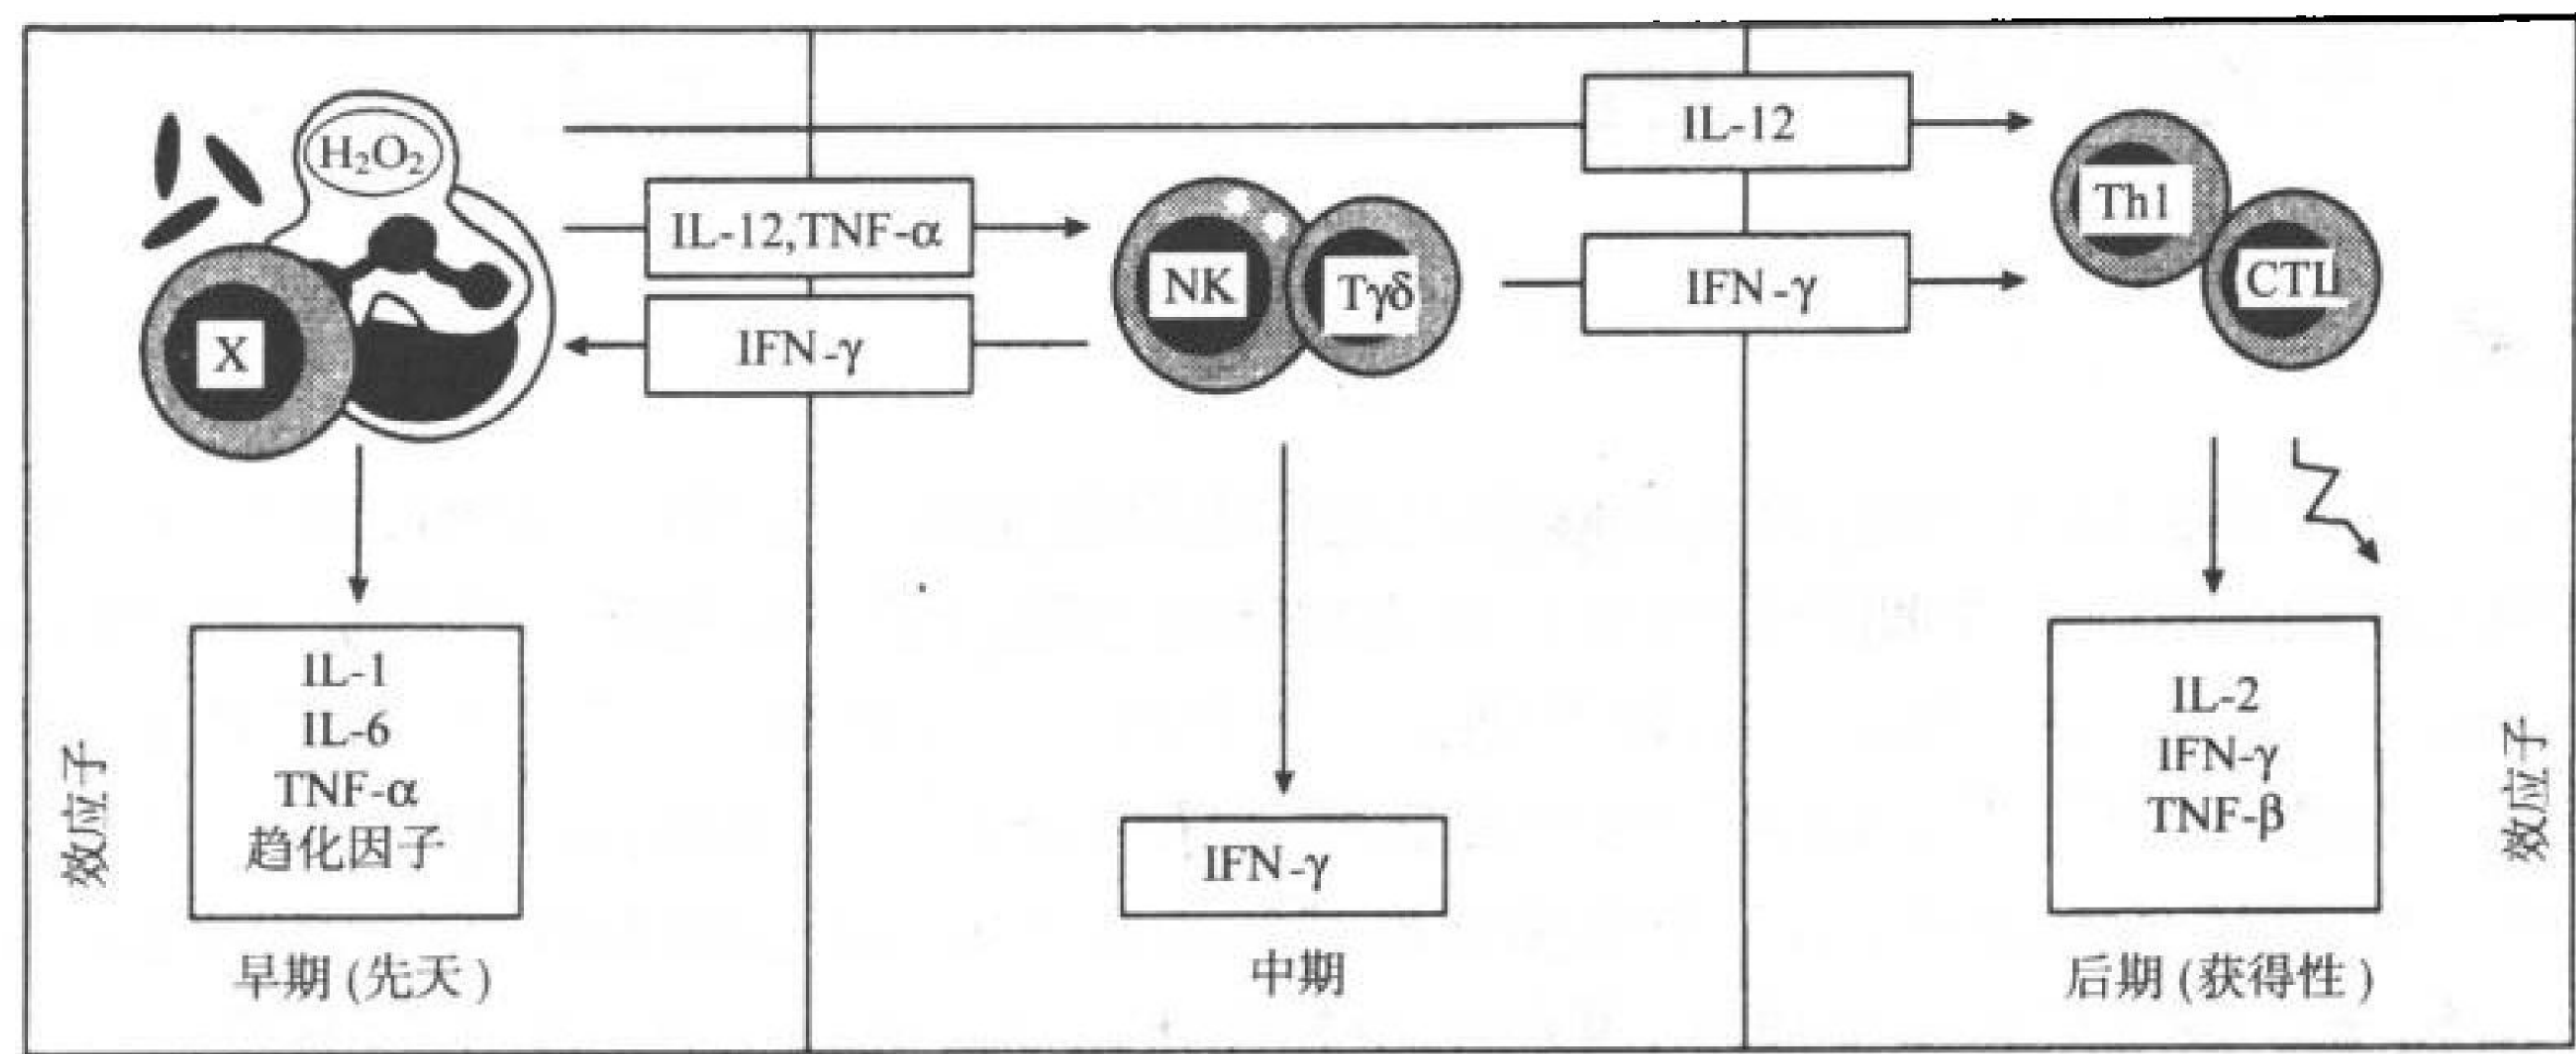 H₂O₂
X
IL-12,TNF-α
IFN-γ
NK
Tγδ
IL-12
IFN-γ
Th1
CTL
效应子
IL-1
IL-6
TNF-α
趋化因子
早期(先天)
IFN-γ
中期
IL-2
IFN-γ
TNF-β
后期(获得性)
效应子